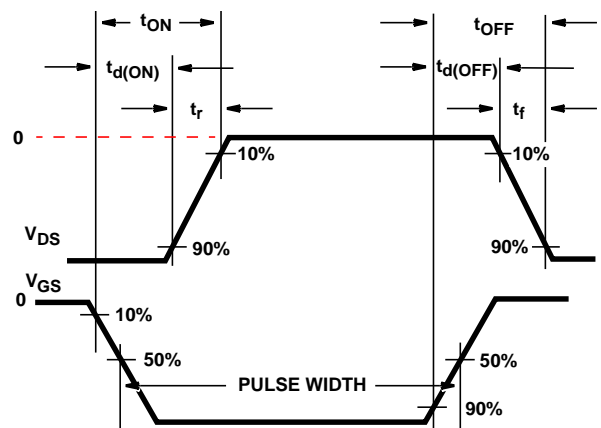 tON
tOFF
td(ON)
td(OFF)
tr
tf
0
10%
10%
VDS
90%
90%
VGS
0
10%
50%
50%
PULSE WIDTH
90%